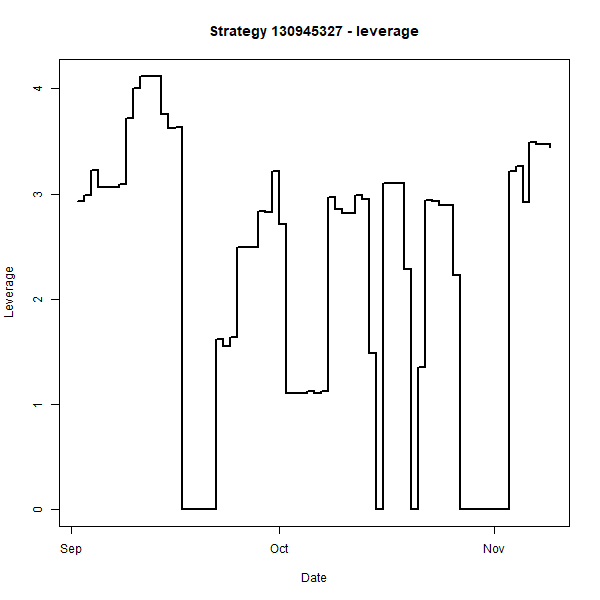 Strategy 130945327 - leverage
4
3
2
1
0
Leverage
Sep
Oct
Nov
Date